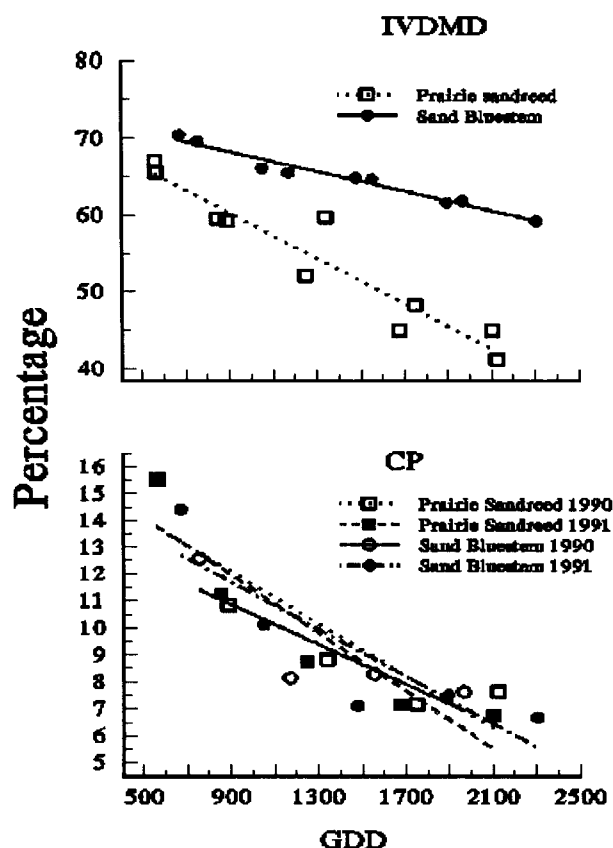 IVDMD
80
70
60
50
40
Prairie sandreed
Sand Bluestem
Percentage
CP
16
15
14
13
12
11
10
9
8
7
6
5
Prairie Sandreed 1990
Prairie Sandreed 1991
Sand Bluestem 1990
Sand Bluestem 1991
500 900 1300 1700 2100 2500
GDD